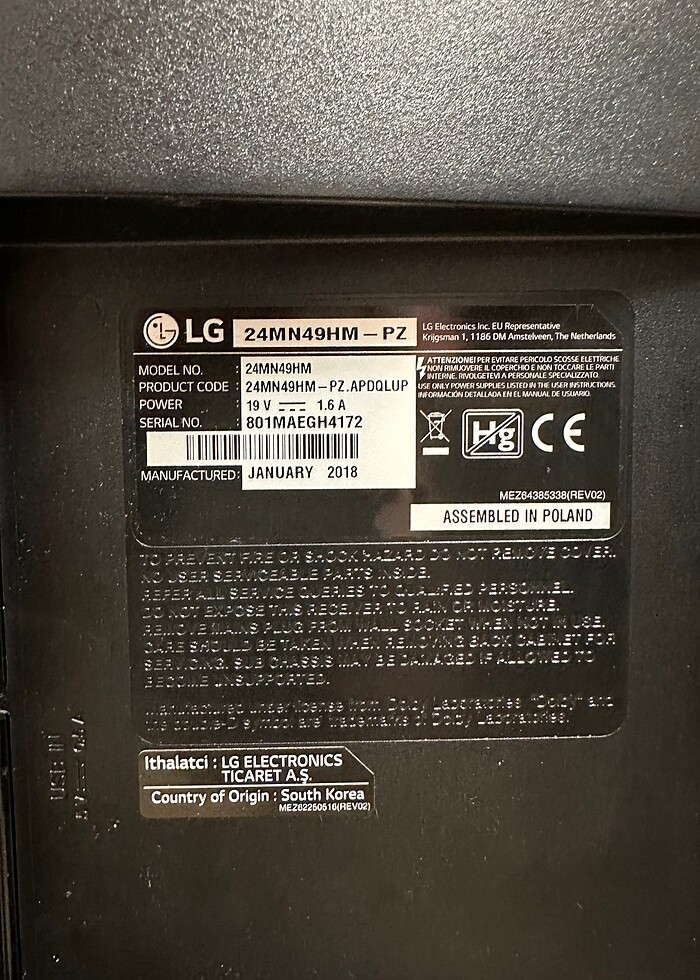 LG 24MN49HM-PZ
LG Electronics Inc. EU Representative
Krijgsman 1, 1186 DM Amstelveen, The Netherlands
MODEL NO. : 24MN49HM
PRODUCT CODE : 24MN49HM-PZ.APDQLUP
POWER : 19 V 1.6 A
SERIAL NO. : 801MAEGH4172
MANUFACTURED : JANUARY 2018
ATTENZIONE! PER EVITARE PERICOLO SCOSSE ELETTRICHE
NON RIMUOVERE IL COPERCHIO E NON TOCCARE LE PARTI
INTERNE. RIVOLGETEVI A PERSONALE SPECIALIZZATO.
USE ONLY POWER SUPPLIES LISTED IN THE USER INSTRUCTIONS.
INFORMACIÓN DETALLADA EN EL MANUAL DE USUARIO.
Hg CE
MEZ64385338(REV02)
ASSEMBLED IN POLAND
TO PREVENT FIRE OR SHOCK HAZARD DO NOT REMOVE COVER.
NO USER SERVICEABLE PARTS INSIDE.
REFER ALL SERVICE QUERIES TO QUALIFIED PERSONNEL.
DO NOT EXPOSE THIS RECEIVER TO RAIN OR MOISTURE.
REMOVE MAINS PLUG FROM WALL SOCKET WHEN NOT IN USE.
CARE SHOULD BE TAKEN WHEN REMOVING BACK CABINET FOR
SERVICING. SUB CHASSIS MAY BE DAMAGED IF ALLOWED TO
BECOME UNSUPPORTED.
Manufactured under license from Dolby Laboratories. "Dolby" and
the double-D symbol are trademarks of Dolby Laboratories.
Ithalatci : LG ELECTRONICS
TICARET A.Ş.
Country of Origin : South Korea
MEZ62250516(REV02)
USB IN